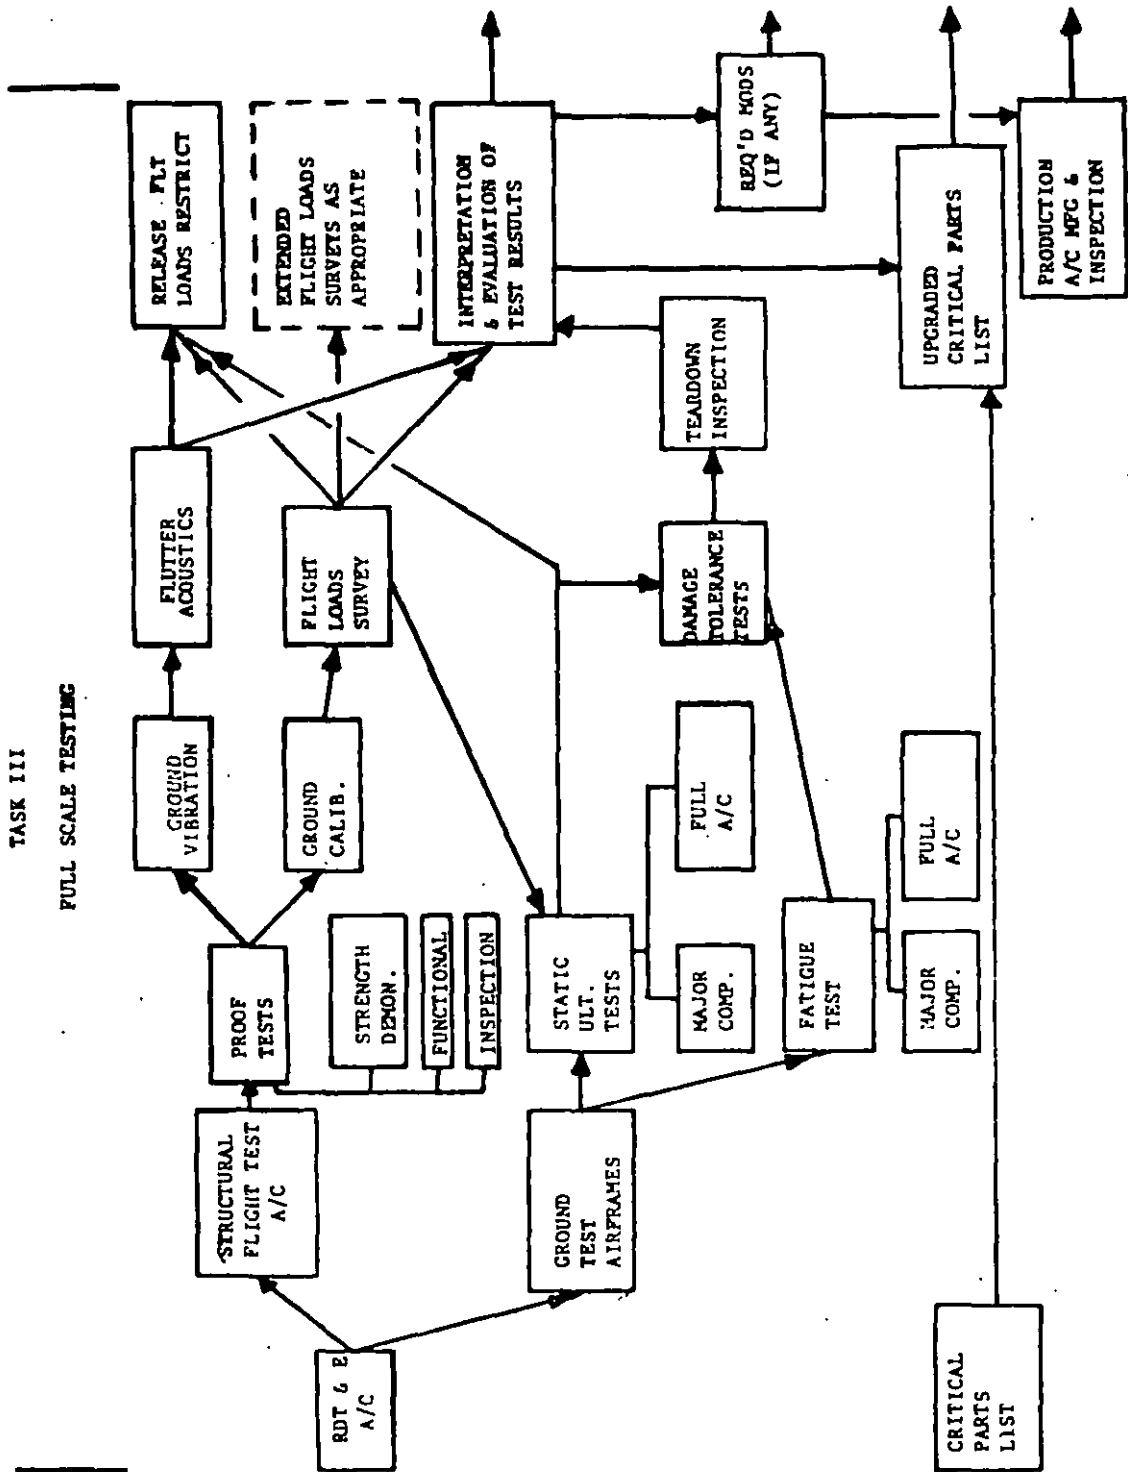 TASK III
FULL SCALE TESTING
RDT & E
A/C
STRUCTURAL
FLIGHT TEST
A/C
PROOF
TESTS
STRENGTH
DEMON.
FUNCTIONAL
INSPECTION
GROUND
VIBRATION
GROUND
CALIB.
FLUTTER
ACOUSTICS
FLIGHT
LOADS
SURVEY
RELEASE FLT
LOADS RESTRICT
EXTENDED
FLIGHT LOADS
SURVEYS AS
APPROPRIATE
INTERPRETATION
& EVALUATION OF
TEST RESULTS
GROUND
TEST
AIRFRAMES
STATIC
ULT.
TESTS
MAJOR
COMP.
FULL
A/C
FATIGUE
TEST
MAJOR
COMP.
FULL
A/C
DAMAGE
TOLERANCE
TESTS
TEARDOWN
INSPECTION
REQ'D MODS
(IF ANY)
CRITICAL
PARTS
LIST
UPGRADED
CRITICAL PARTS
LIST
PRODUCTION
A/C MFG &
INSPECTION